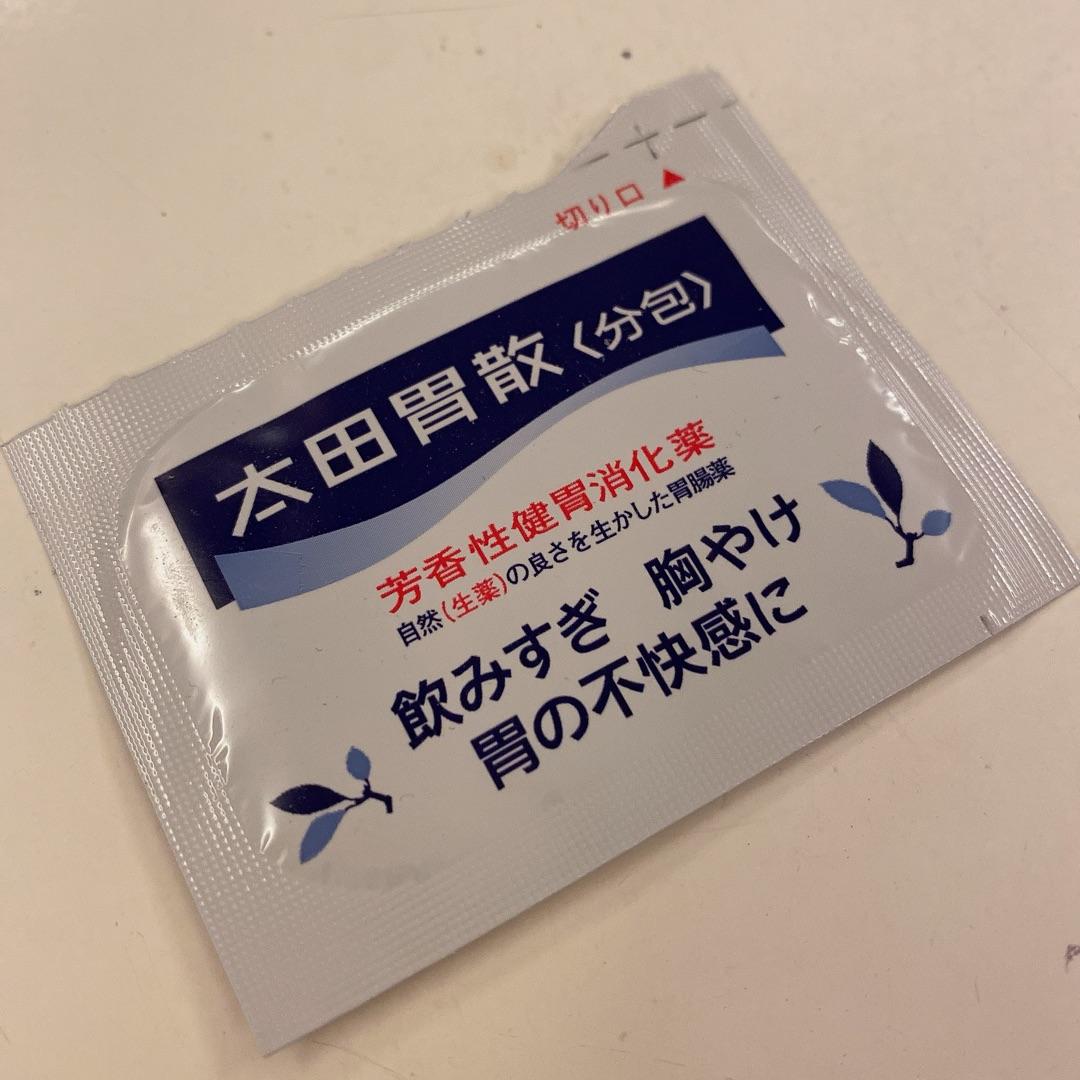 切り口 ▲
太田胃散〈分包〉
芳香性健胃消化薬
自然(生薬)の良さを生かした胃腸薬
飲みすぎ 胸やけ
胃の不快感に